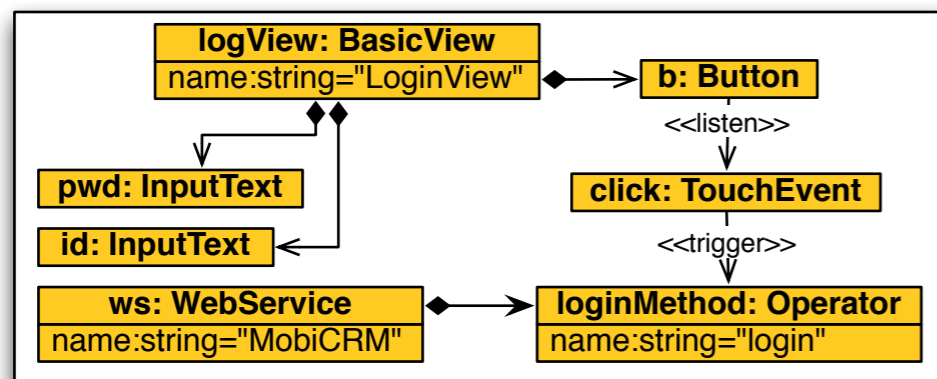 logView: BasicView
name:string="LoginView"
b: Button
<<listen>>
pwd: InputText
click: TouchEvent
id: InputText
<<trigger>>
ws: WebService
name:string="MobiCRM"
loginMethod: Operator
name:string="login"